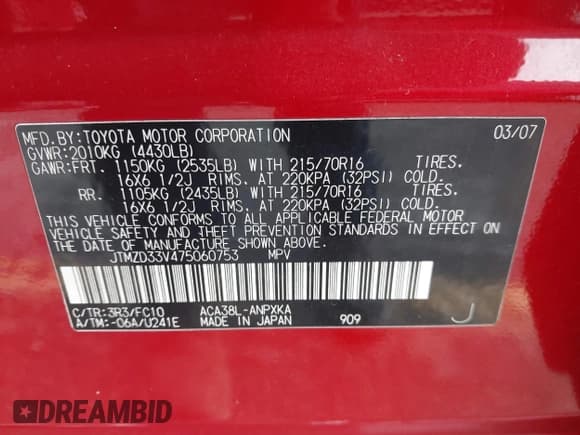 MFD. BY: TOYOTA MOTOR CORPORATION 03/07
GVWR: 2010KG (4430LB)
GAWR: FRT. 1150KG (2535LB) WITH 215/70R16 TIRES.
16X6 1/2J RIMS. AT 220KPA (32PSI) COLD.
RR. 1105KG (2435LB) WITH 215/70R16 TIRES.
16X6 1/2J RIMS. AT 220KPA (32PSI) COLD.
THIS VEHICLE CONFORMS TO ALL APPLICABLE FEDERAL MOTOR
VEHICLE SAFETY AND THEFT PREVENTION STANDARDS IN EFFECT
ON THE DATE OF MANUFACTURE SHOWN ABOVE.
JTMZD33V475060753 MPV
C/TR: 3R3/FC10 ACA38L-ANPXKA
A/TM: -06A/U241E MADE IN JAPAN 909 J
DREAMBID